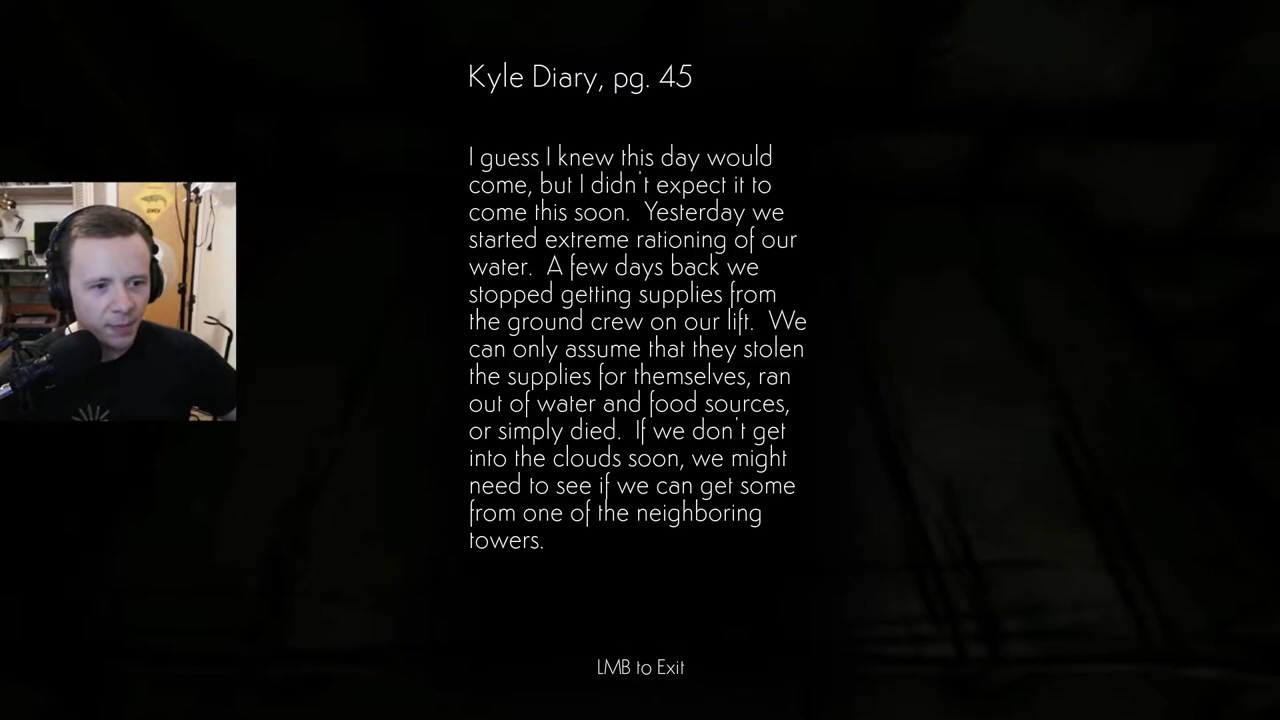 Kyle Diary, pg. 45
I guess I knew this day would
come, but I didn't expect it to
come this soon.  Yesterday we
started extreme rationing of our
water.  A few days back we
stopped getting supplies from
the ground crew on our lift.  We
can only assume that they stolen
the supplies for themselves, ran
out of water and food sources,
or simply died.  If we don't get
into the clouds soon, we might
need to see if we can get some
from one of the neighboring
towers.
LMB to Exit